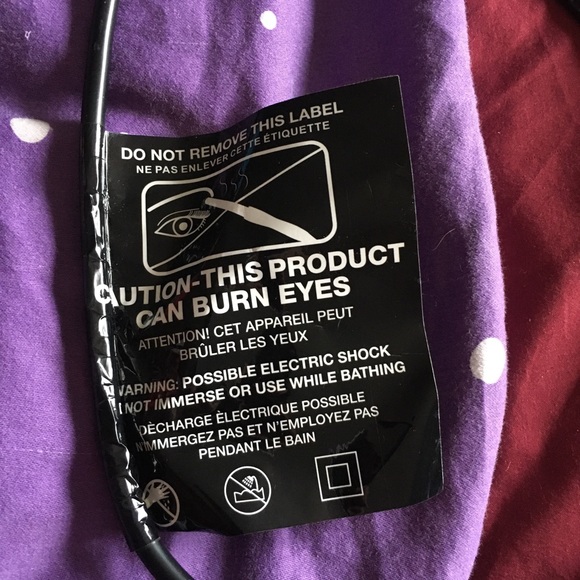 DO NOT REMOVE THIS LABEL
NE PAS ENLEVER CETTE ÉTIQUETTE
CAUTION-THIS PRODUCT
CAN BURN EYES
ATTENTION! CET APPAREIL PEUT
BRÛLER LES YEUX
WARNING: POSSIBLE ELECTRIC SHOCK
NOT IMMERSE OR USE WHILE BATHING
DÉCHARGE ÉLECTRIQUE POSSIBLE
N'IMMERGEZ PAS ET N'EMPLOYEZ PAS
PENDANT LE BAIN